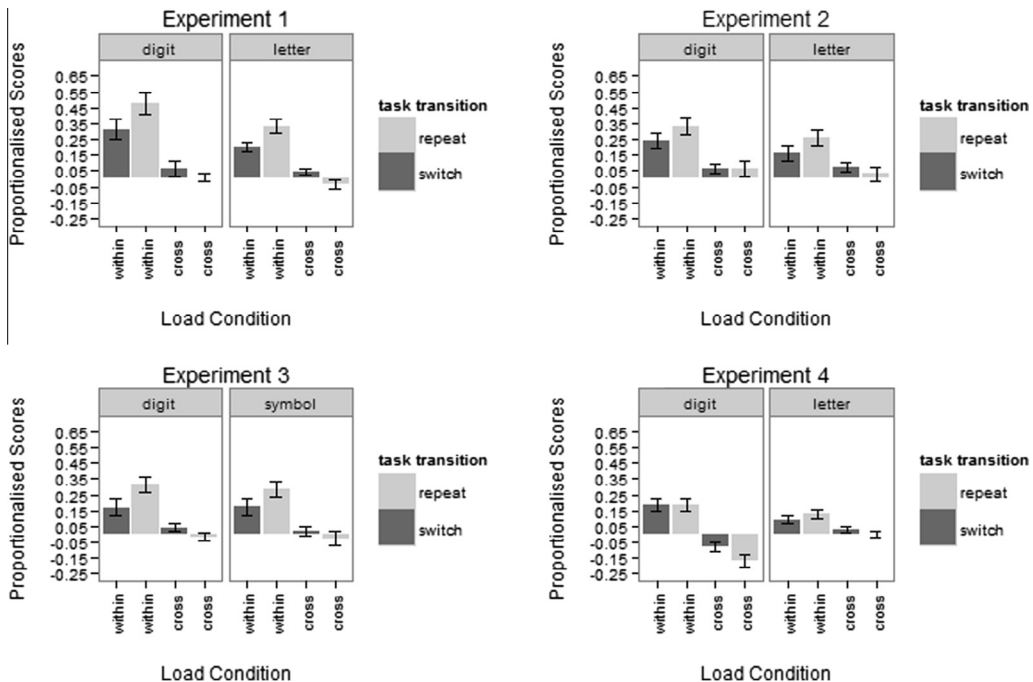 Experiment 1
digit letter
Proportionalised Scores
0.65
0.55
0.45
0.35
0.25
0.15
0.05
-0.05
-0.15
-0.25
within within cross cross within within cross cross
Load Condition
task transition
repeat
switch
Experiment 2
digit letter
Proportionalised Scores
0.65
0.55
0.45
0.35
0.25
0.15
0.05
-0.05
-0.15
-0.25
within within cross cross within within cross cross
Load Condition
task transition
repeat
switch
Experiment 3
digit symbol
Proportionalised Scores
0.65
0.55
0.45
0.35
0.25
0.15
0.05
-0.05
-0.15
-0.25
within within cross cross within within cross cross
Load Condition
task transition
repeat
switch
Experiment 4
digit letter
Proportionalised Scores
0.65
0.55
0.45
0.35
0.25
0.15
0.05
-0.05
-0.15
-0.25
within within cross cross within within cross cross
Load Condition
task transition
repeat
switch